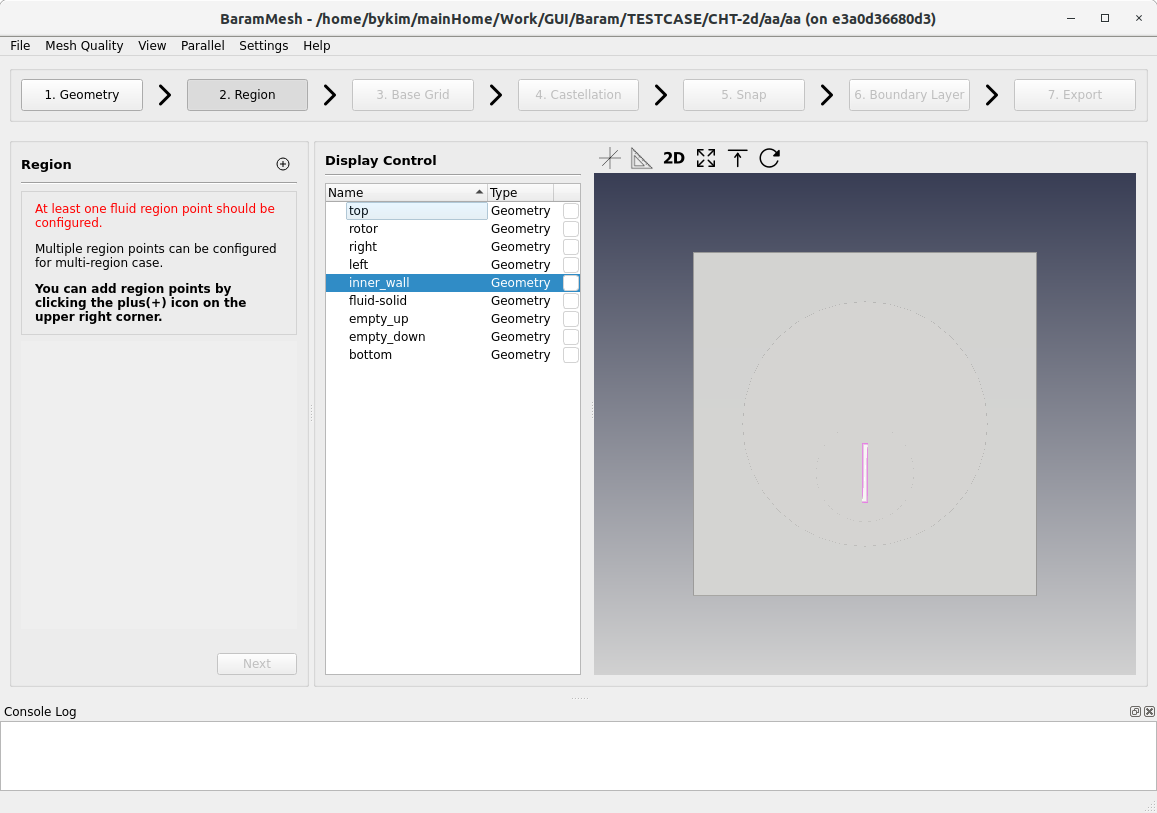 BaramMesh - /home/bykim/mainHome/Work/GUI/Baram/TESTCASE/CHT-2d/aa/aa (on e3a0d36680d3)
File Mesh Quality View Parallel Settings Help
1. Geometry 2. Region 3. Base Grid 4. Castellation 5. Snap 6. Boundary Layer 7. Export
Region
At least one fluid region point should be
configured.
Multiple region points can be configured
for multi-region case.
You can add region points by
clicking the plus(+) icon on the
upper right corner.
Next
Display Control
Name Type
top Geometry
rotor Geometry
right Geometry
left Geometry
inner_wall Geometry
fluid-solid Geometry
empty_up Geometry
empty_down Geometry
bottom Geometry
2D
Console Log